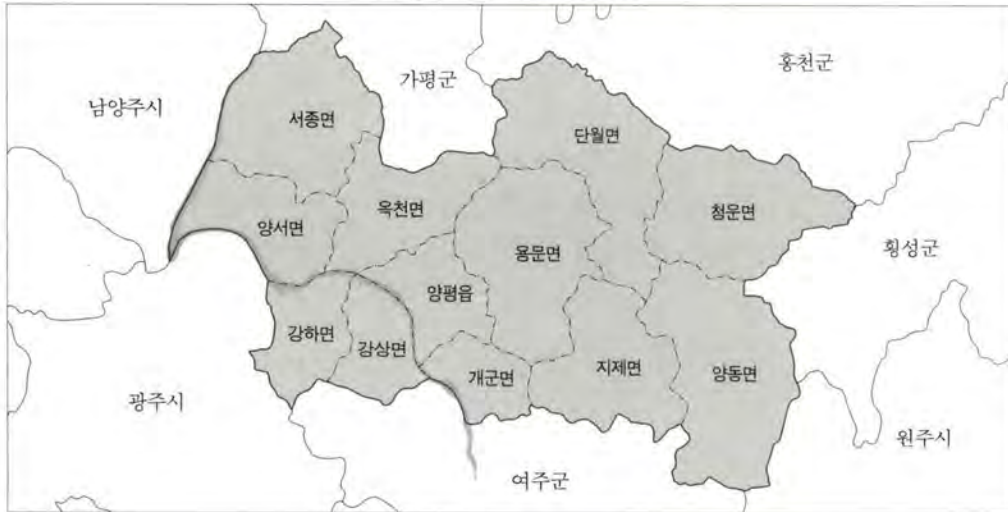 홍천군
가평군
남양주시
서종면
단월면
옥천면
청운면
양서면
용문면
횡성군
양평읍
강하면
강상면
개군면
지제면
양동면
광주시
원주시
여주군